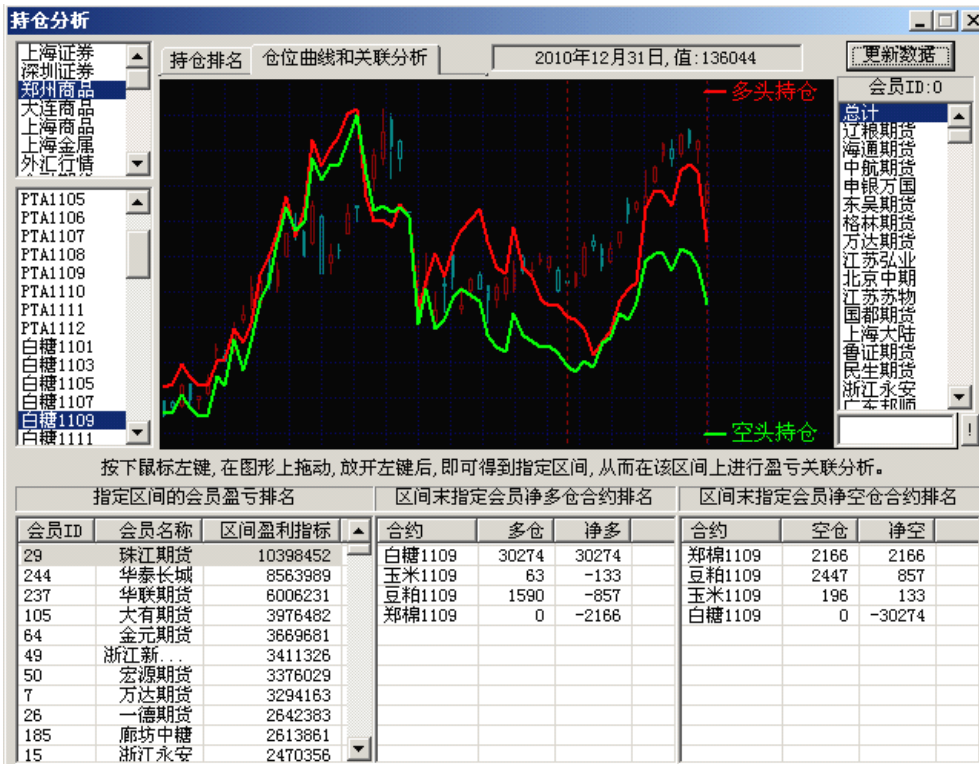 持仓分析
上海证券
深圳证券
郑州商品
大连商品
上海商品
上海金属
外汇行情
持仓排名
仓位曲线和关联分析
2010年12月31日,值:136044
更新数据
会员ID:0
PTA1105
PTA1106
PTA1107
PTA1108
PTA1109
PTA1110
PTA1111
PTA1112
白糖1101
白糖1103
白糖1105
白糖1107
白糖1109
白糖1111
多头持仓
空头持仓
总计
辽粮期货
海通期货
中航期货
申银万国
东吴期货
格林期货
万达期货
江苏弘业
北京中期
江苏苏物
国都期货
上海大陆
鲁证期货
民生期货
浙江永安
广东邦顺
!
按下鼠标左键,在图形上拖动,放开左键后,即可得到指定区间,从而在该区间上进行盈亏关联分析。
指定区间的会员盈亏排名
会员ID 会员名称 区间盈利指标
29 珠江期货 10398452
244 华泰长城 8563989
237 华联期货 6006231
105 大有期货 3976482
64 金元期货 3669681
49 浙江新... 3411326
50 宏源期货 3376029
7 万达期货 3294163
26 一德期货 2642383
185 廊坊中糖 2613861
15 浙江永安 2470356
区间末指定会员净多仓合约排名
合约 多仓 净多
白糖1109 30274 30274
玉米1109 63 -133
豆粕1109 1590 -857
郑棉1109 0 -2166
区间末指定会员净空仓合约排名
合约 空仓 净空
郑棉1109 2166 2166
豆粕1109 2447 857
玉米1109 196 133
白糖1109 0 -30274